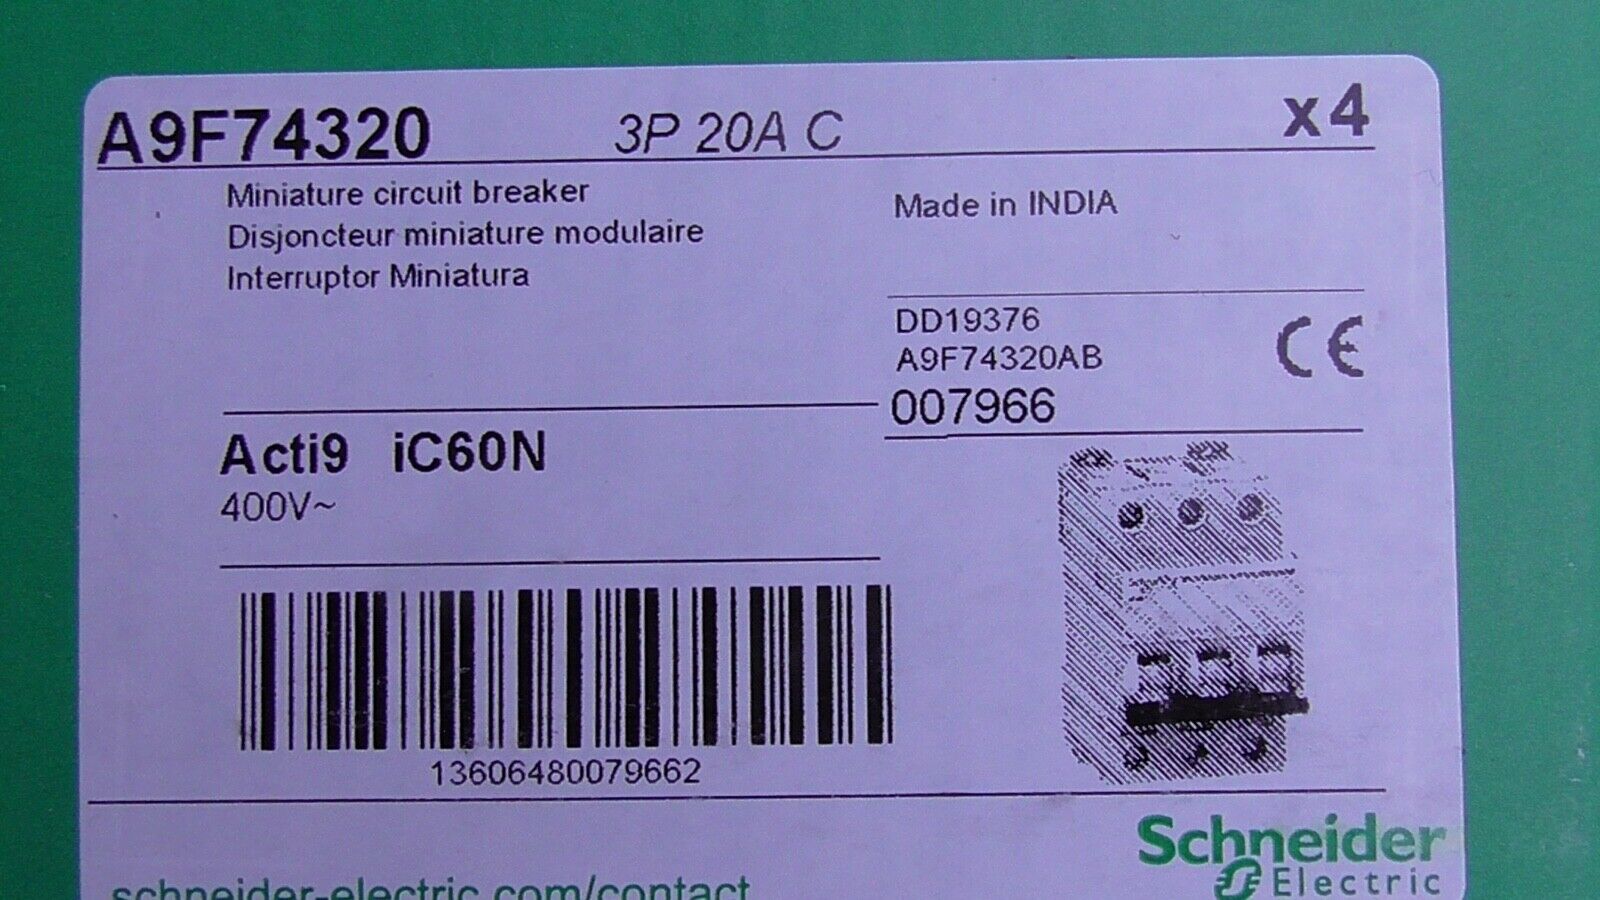 A9F74320 3P 20A C x4
Miniature circuit breaker
Disjoncteur miniature modulaire
Interruptor Miniatura
Made in INDIA
DD19376
A9F74320AB
007966
CE
Acti9 iC60N
400V~
13606480079662
Schneider
Electric
schneider-electric.com/contact